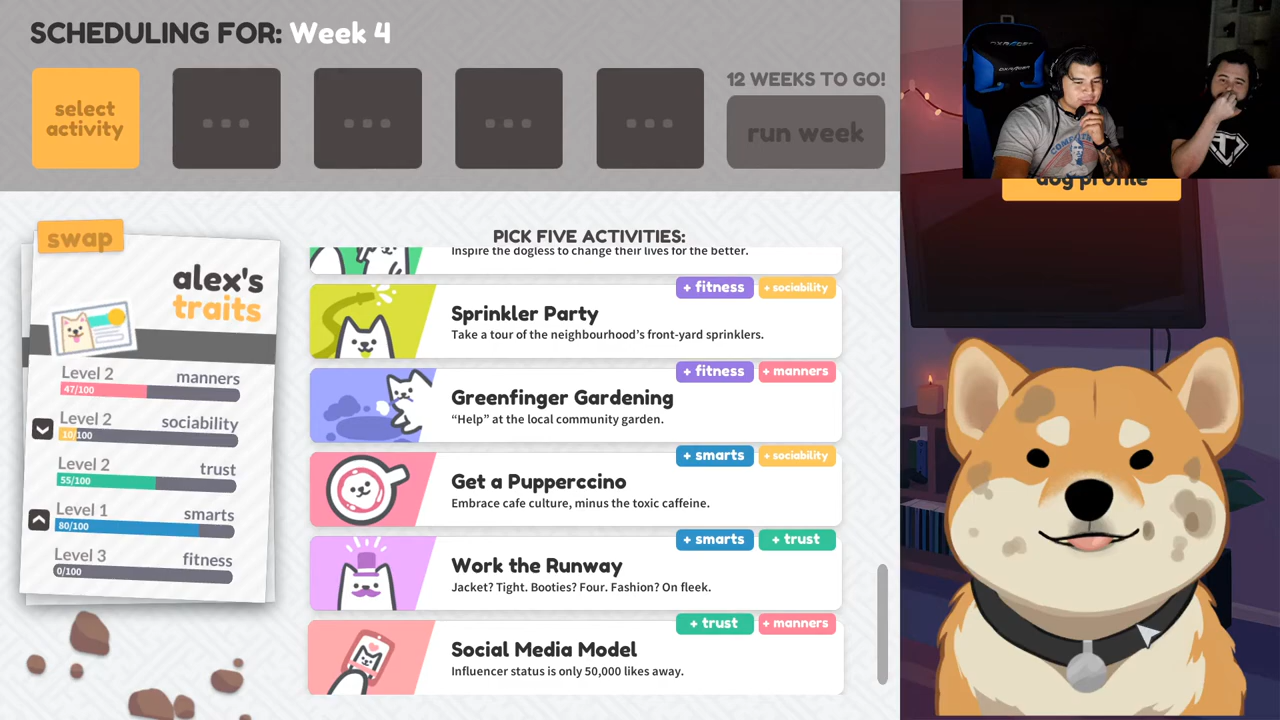 SCHEDULING FOR: Week 4
select
activity
12 WEEKS TO GO!
run week
dog profile
swap
alex's
traits
Level 2 manners
47/100
Level 2 sociability
10/100
Level 2 trust
55/100
Level 1 smarts
80/100
Level 3 fitness
0/100
PICK FIVE ACTIVITIES:
Inspire the dogless to change their lives for the better.
+ fitness + sociability
Sprinkler Party
Take a tour of the neighbourhood's front-yard sprinklers.
+ fitness + manners
Greenfinger Gardening
“Help” at the local community garden.
+ smarts + sociability
Get a Pupperccino
Embrace cafe culture, minus the toxic caffeine.
+ smarts + trust
Work the Runway
Jacket? Tight. Booties? Four. Fashion? On fleek.
+ trust + manners
Social Media Model
Influencer status is only 50,000 likes away.